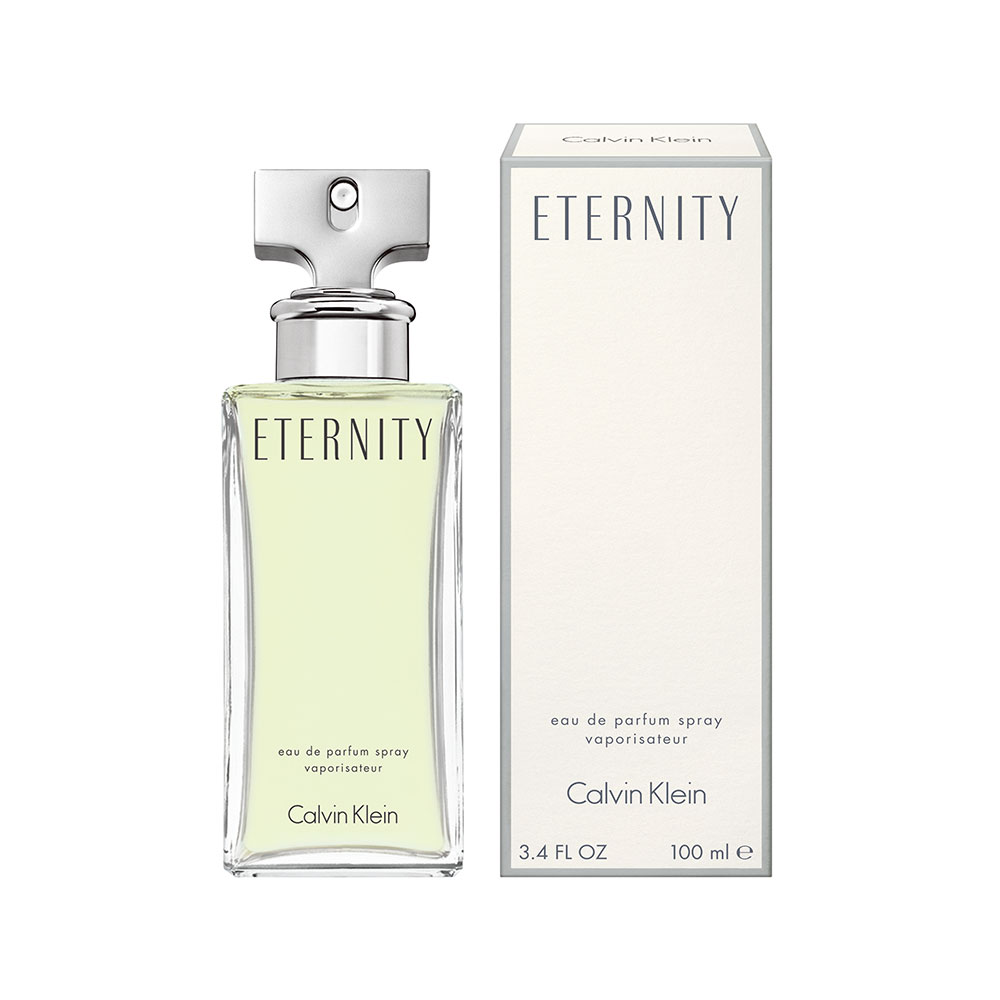 ETERNITY
eau de parfum spray
vaporisateur
Calvin Klein
Calvin Klein
ETERNITY
eau de parfum spray
vaporisateur
Calvin Klein
3.4 FL OZ 100 ml ℮